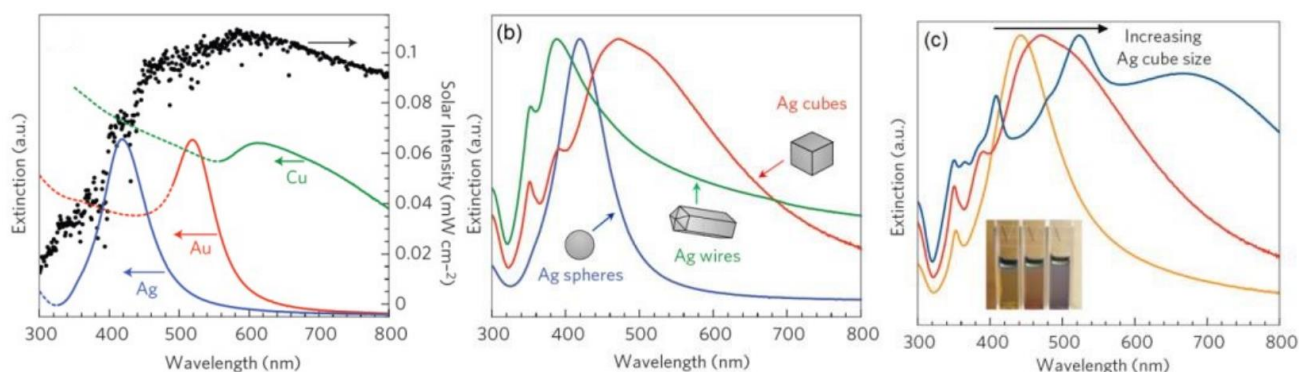 Extinction (a.u.)
300 400 500 600 700 800
Wavelength (nm)
Cu
Au
Ag
0.1
0.08
0.06
0.04
0.02
0
Solar Intensity (mW cm−2)
(b)
Extinction (a.u.)
Ag cubes
Ag wires
Ag spheres
300 400 500 600 700 800
Wavelength (nm)
(c)
Increasing
Ag cube size
Extinction (a.u.)
300 400 500 600 700 800
Wavelength (nm)